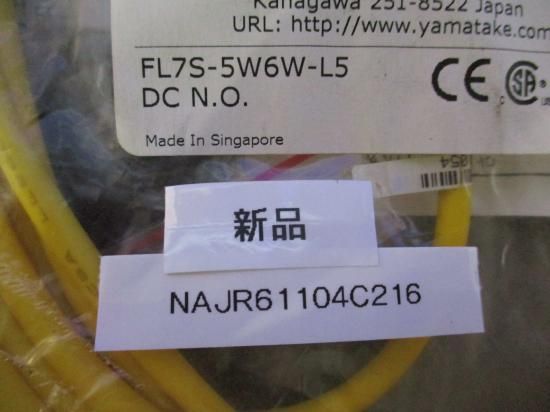 Kanagawa 251-8522 Japan
URL: http://www.yamatake.com
FL7S-5W6W-L5
DC N.O.
CE
Made In Singapore
新品
NAJR61104C216